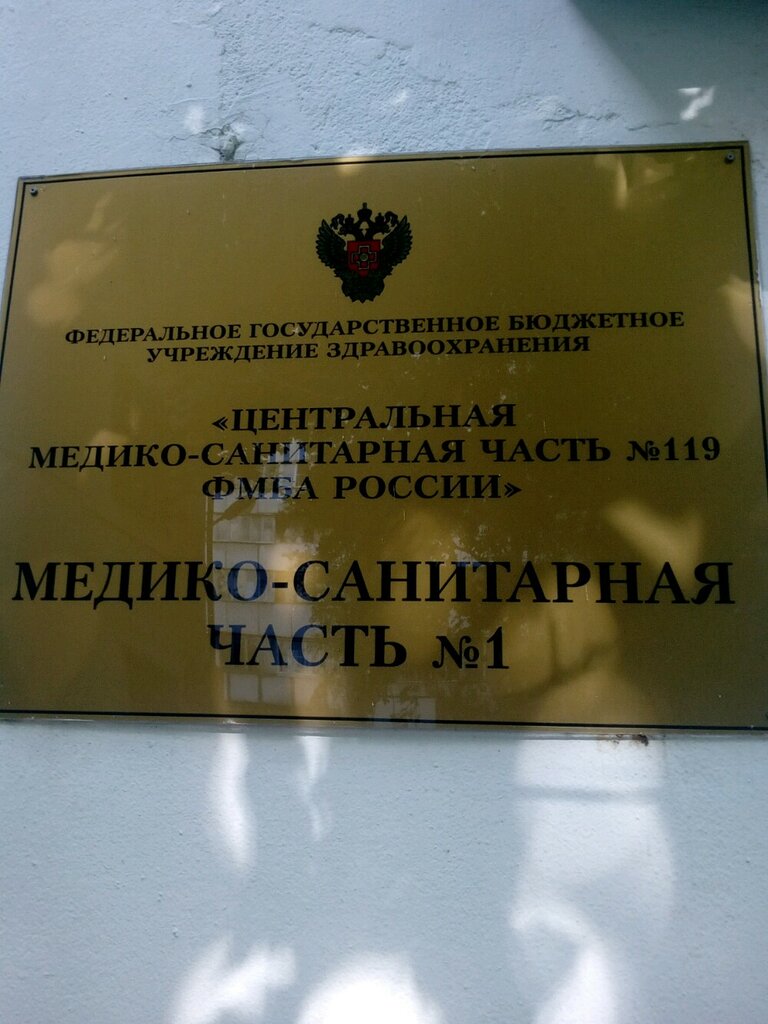 ФЕДЕРАЛЬНОЕ ГОСУДАРСТВЕННОЕ БЮДЖЕТНОЕ
УЧРЕЖДЕНИЕ ЗДРАВООХРАНЕНИЯ
«ЦЕНТРАЛЬНАЯ
МЕДИКО-САНИТАРНАЯ ЧАСТЬ №119
ФМБА РОССИИ»
МЕДИКО-САНИТАРНАЯ
ЧАСТЬ №1